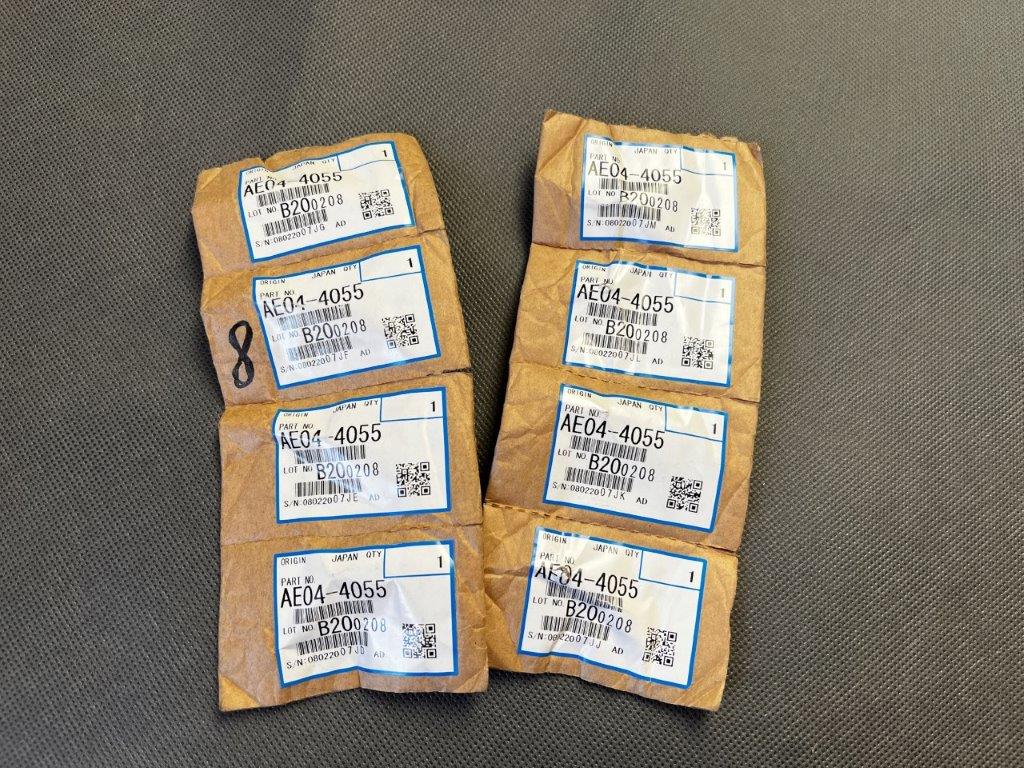 ORIGIN JAPAN QTY 1
PART NO.
AE04-4055
LOT NO. B200208
S/N:08022007JG AD
ORIGIN JAPAN QTY 1
PART NO.
AE04-4055
LOT NO. B200208
S/N:08022007JF AD
8
ORIGIN JAPAN QTY 1
PART NO.
AE04-4055
LOT NO. B200208
S/N:08022007JE AD
ORIGIN JAPAN QTY 1
PART NO.
AE04-4055
LOT NO. B200208
S/N:08022007JD AD
ORIGIN JAPAN QTY 1
PART NO.
AE04-4055
LOT NO. B200208
S/N:08022007JM AD
ORIGIN JAPAN QTY 1
PART NO.
AE04-4055
LOT NO. B200208
S/N:08022007JL AD
ORIGIN JAPAN QTY 1
PART NO.
AE04-4055
LOT NO. B200208
S/N:08022007JK AD
ORIGIN JAPAN QTY 1
PART NO.
AE04-4055
LOT NO. B200208
S/N:08022007JJ AD